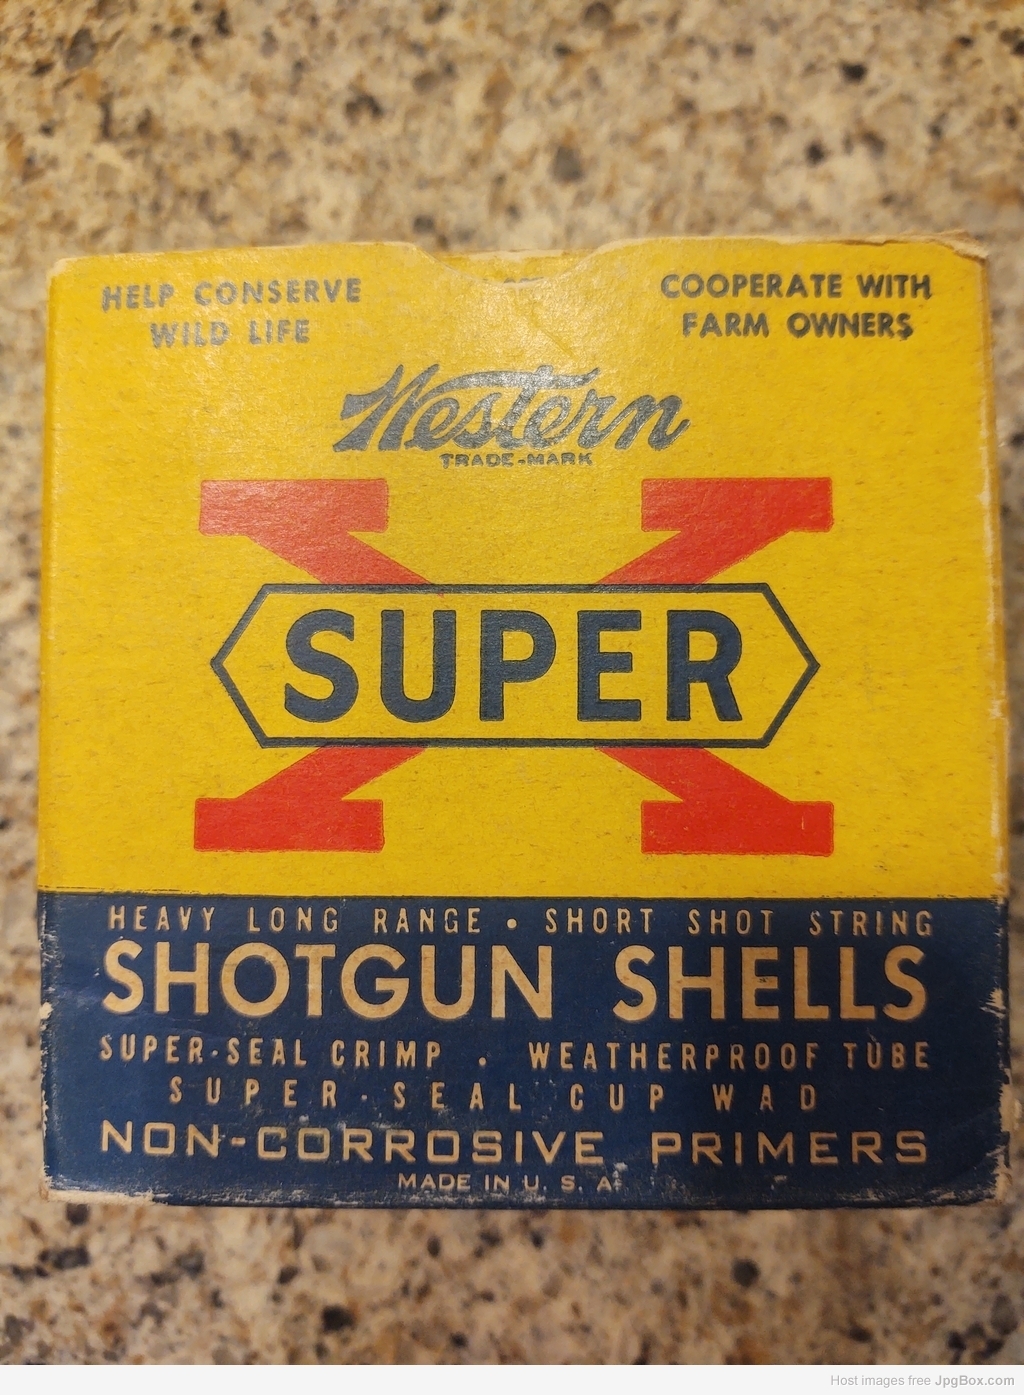 HELP CONSERVE
WILD LIFE
COOPERATE WITH
FARM OWNERS
Western
TRADE-MARK
SUPER X
HEAVY LONG RANGE • SHORT SHOT STRING
SHOTGUN SHELLS
SUPER-SEAL CRIMP • WEATHERPROOF TUBE
SUPER-SEAL CUP WAD
NON-CORROSIVE PRIMERS
MADE IN U. S. A.
Host images free JpgBox.com